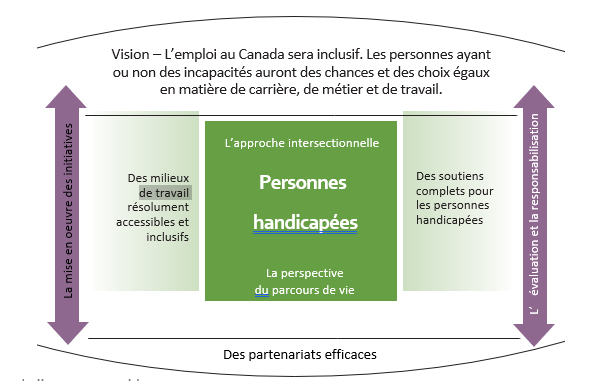 Vision – L’emploi au Canada sera inclusif. Les personnes ayant
ou non des incapacités auront des chances et des choix égaux
en matière de carrière, de métier et de travail.
La mise en oeuvre des initiatives
Des milieux
de travail
résolument
accessibles et
inclusifs
L’approche intersectionnelle
Personnes
handicapées
La perspective
du parcours de vie
Des soutiens
complets pour
les personnes
handicapées
L’ évaluation et la responsabilisation
Des partenariats efficaces